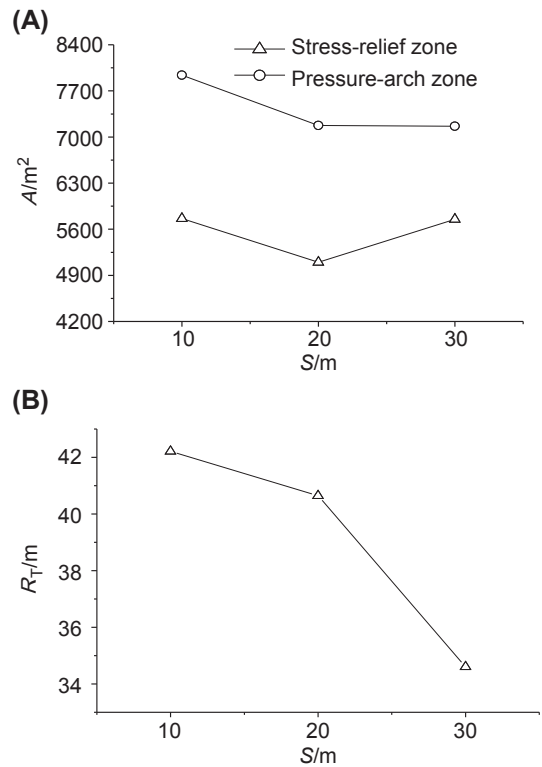 (A)
8400
7700
7000
6300
5600
4900
4200
A/m²
Stress-relief zone
Pressure-arch zone
10 20 30
S/m
(B)
42
40
38
36
34
R_T/m
10 20 30
S/m